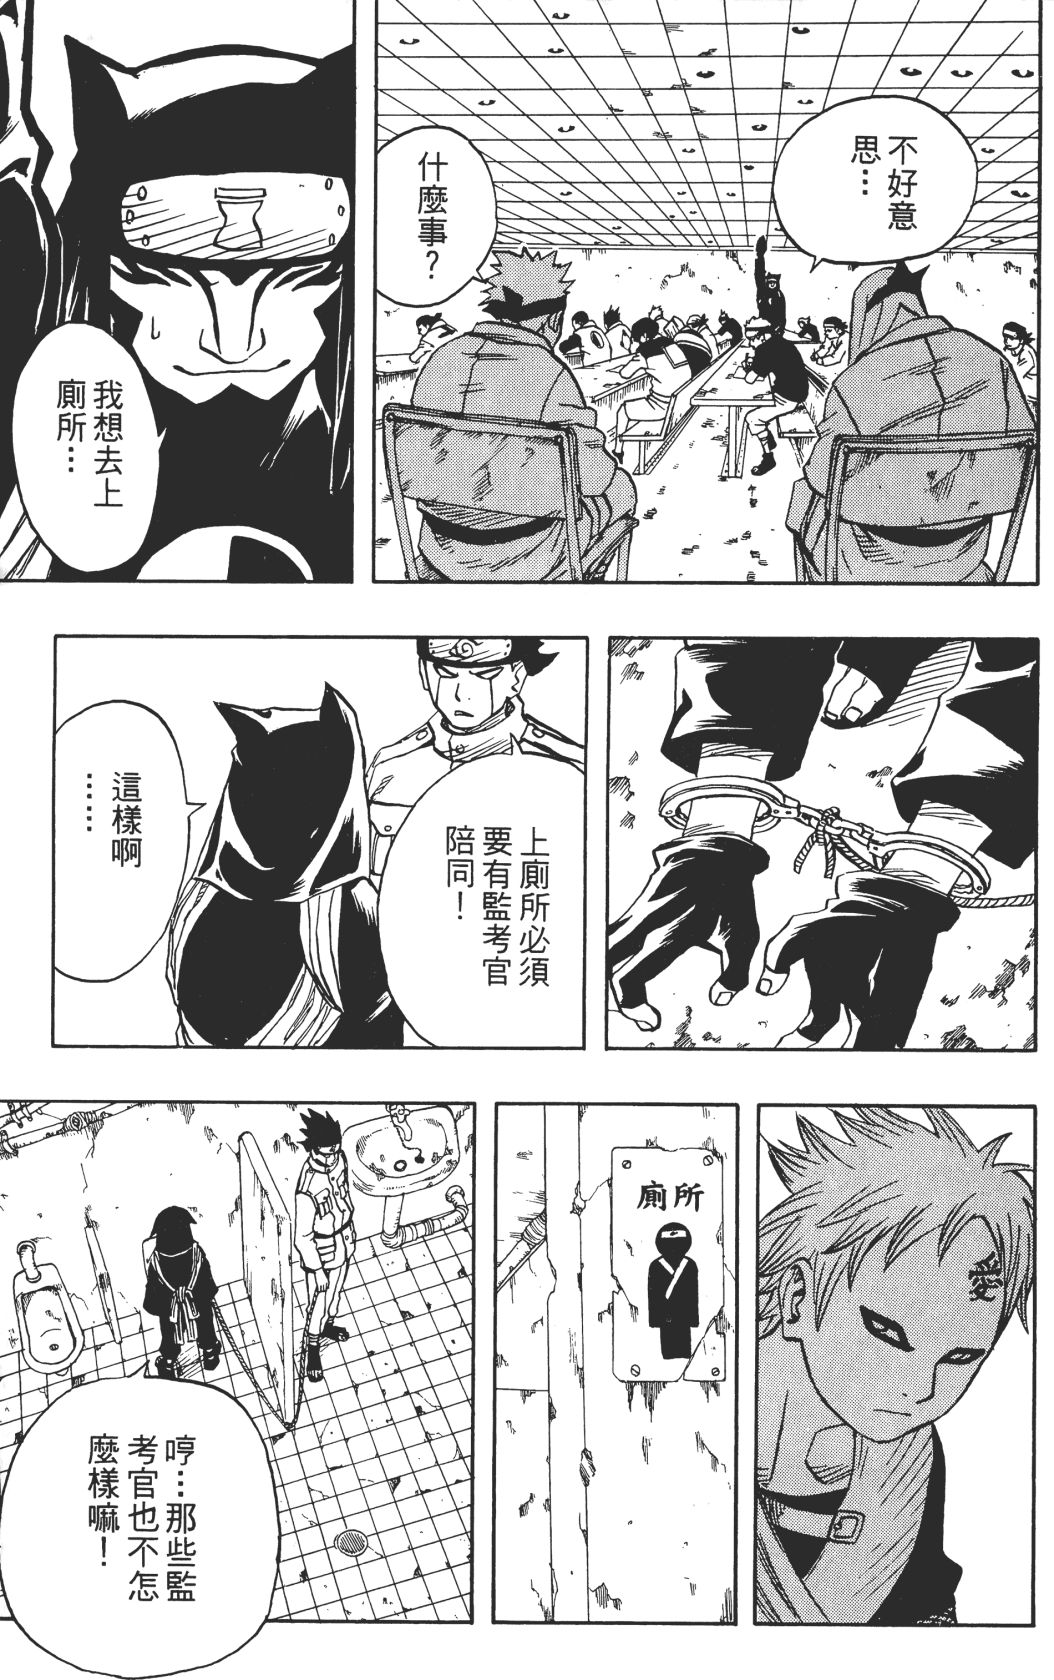 不好意
思…
什麼事？
我想去上
廁所…
上廁所必須
要有監考官
陪同！
這樣啊
……
愛
廁所
哼…那些監
考官也不怎
麼樣嘛！